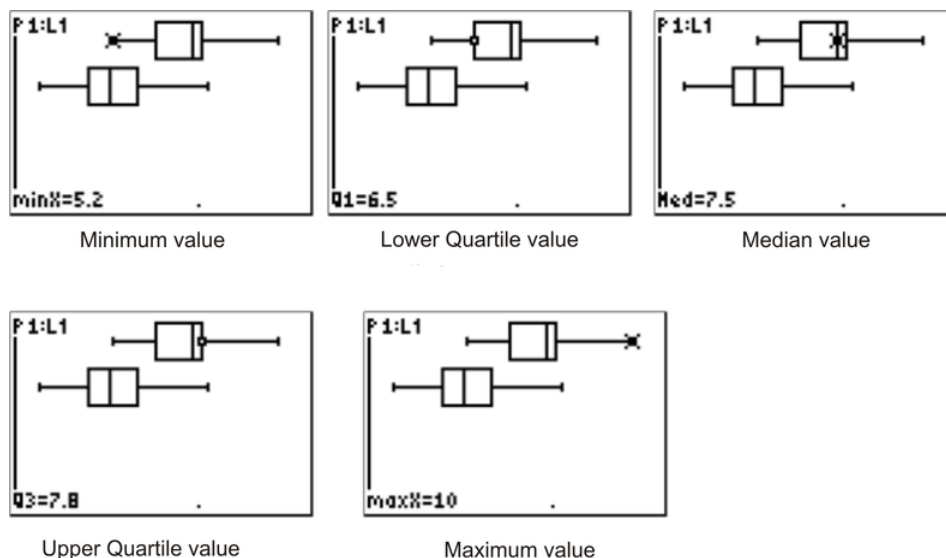 P1:L1
minX=5.2
Minimum value
P1:L1
Q1=6.5
Lower Quartile value
P1:L1
Med=7.5
Median value
P1:L1
Q3=7.8
Upper Quartile value
P1:L1
maxX=10
Maximum value